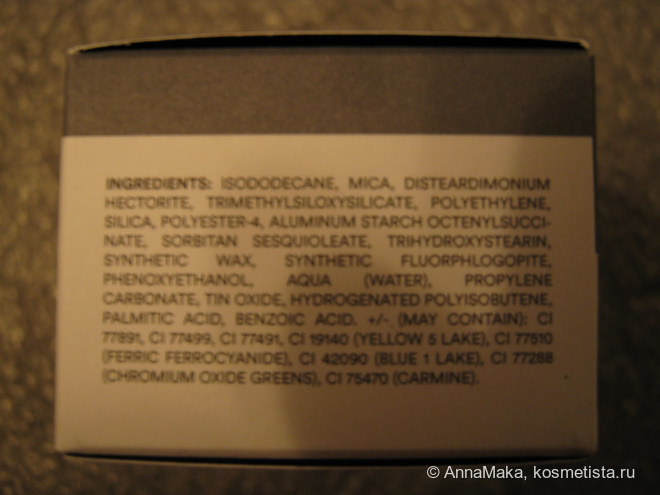 INGREDIENTS: ISODODECANE, MICA, DISTEARDIMONIUM
HECTORITE, TRIMETHYLSILOXYSILICATE, POLYETHYLENE,
SILICA, POLYESTER-4, ALUMINUM STARCH OCTENYLSUCCI-
NATE, SORBITAN SESQUIOLEATE, TRIHYDROXYSTEARIN,
SYNTHETIC WAX, SYNTHETIC FLUORPHLOGOPITE,
PHENOXYETHANOL, AQUA (WATER), PROPYLENE
CARBONATE, TIN OXIDE, HYDROGENATED POLYISOBUTENE,
PALMITIC ACID, BENZOIC ACID. +/- (MAY CONTAIN): CI
77891, CI 77499, CI 77491, CI 19140 (YELLOW 5 LAKE), CI 77510
(FERRIC FERROCYANIDE), CI 42090 (BLUE 1 LAKE), CI 77288
(CHROMIUM OXIDE GREENS), CI 75470 (CARMINE).
© AnnaMaka, kosmetista.ru